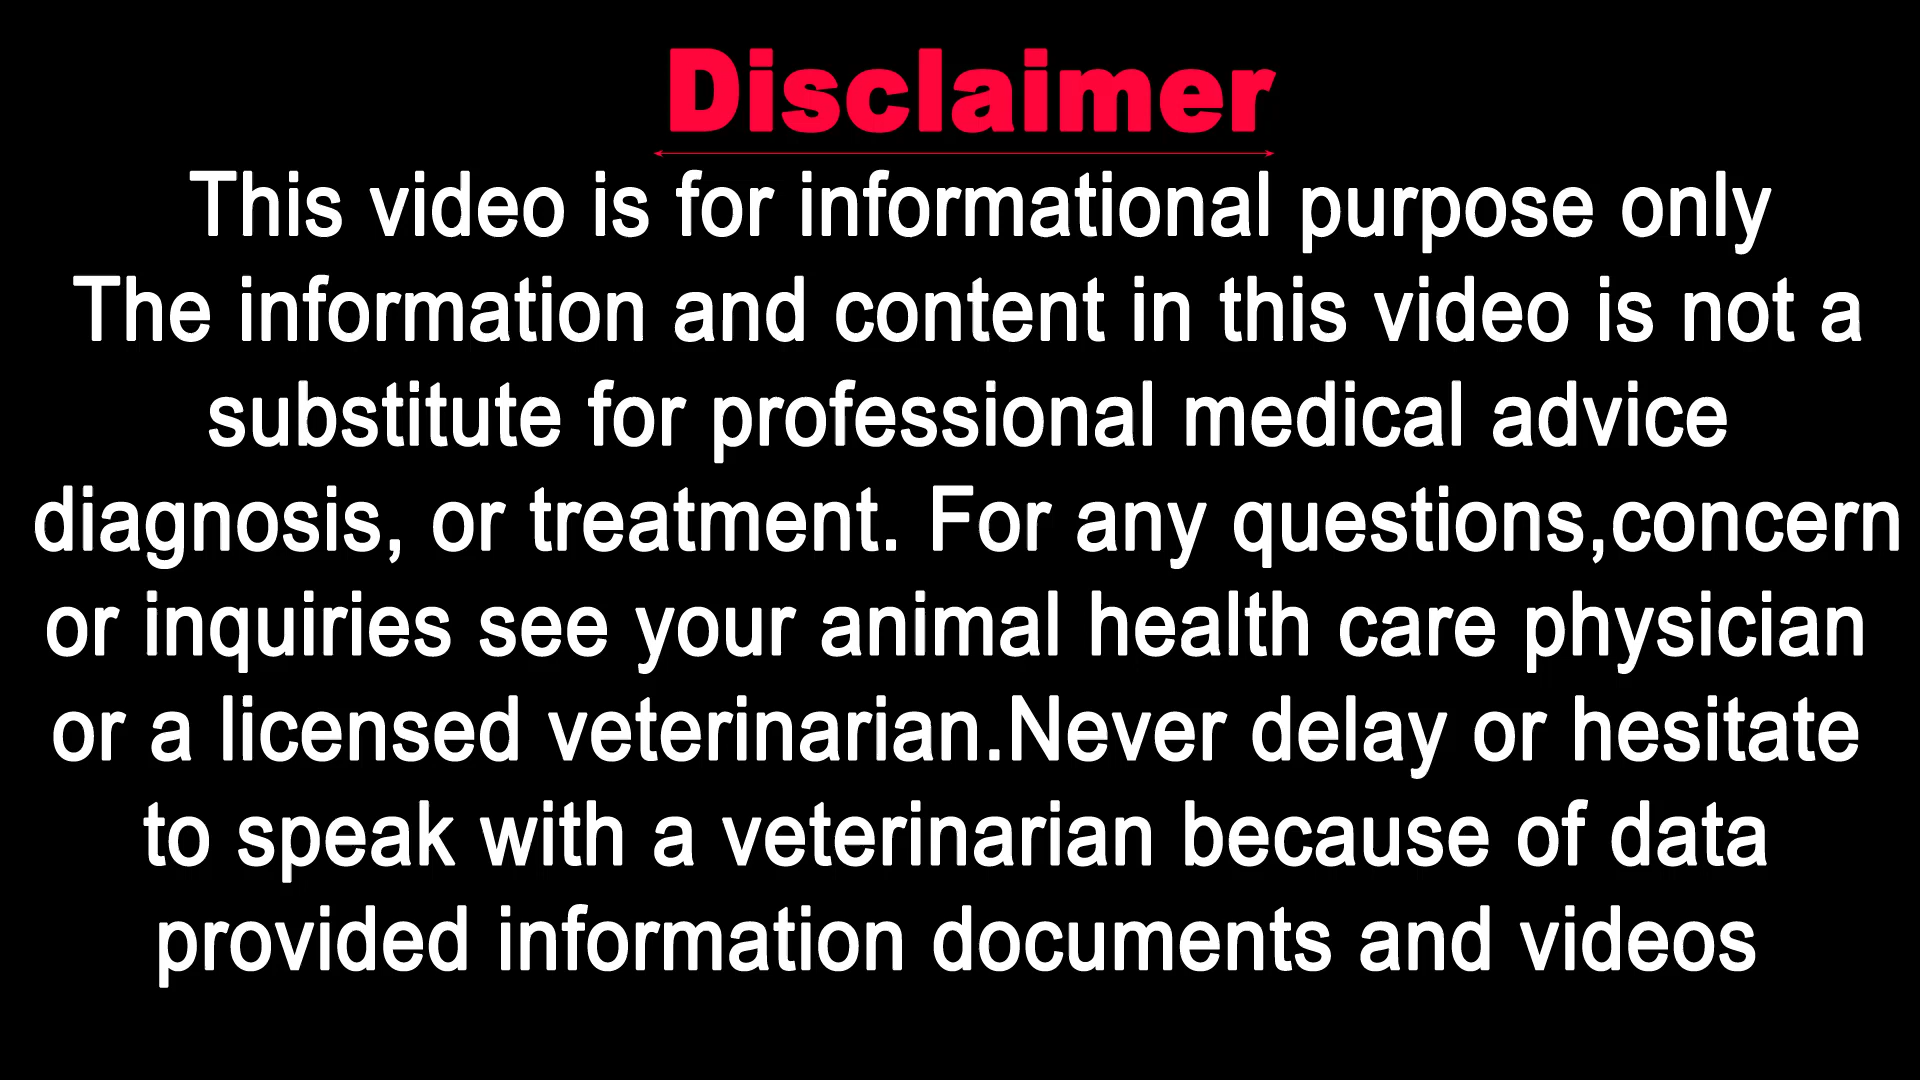 Disclaimer
This video is for informational purpose only
The information and content in this video is not a
substitute for professional medical advice
diagnosis, or treatment. For any questions,concern
or inquiries see your animal health care physician
or a licensed veterinarian.Never delay or hesitate
to speak with a veterinarian because of data
provided information documents and videos